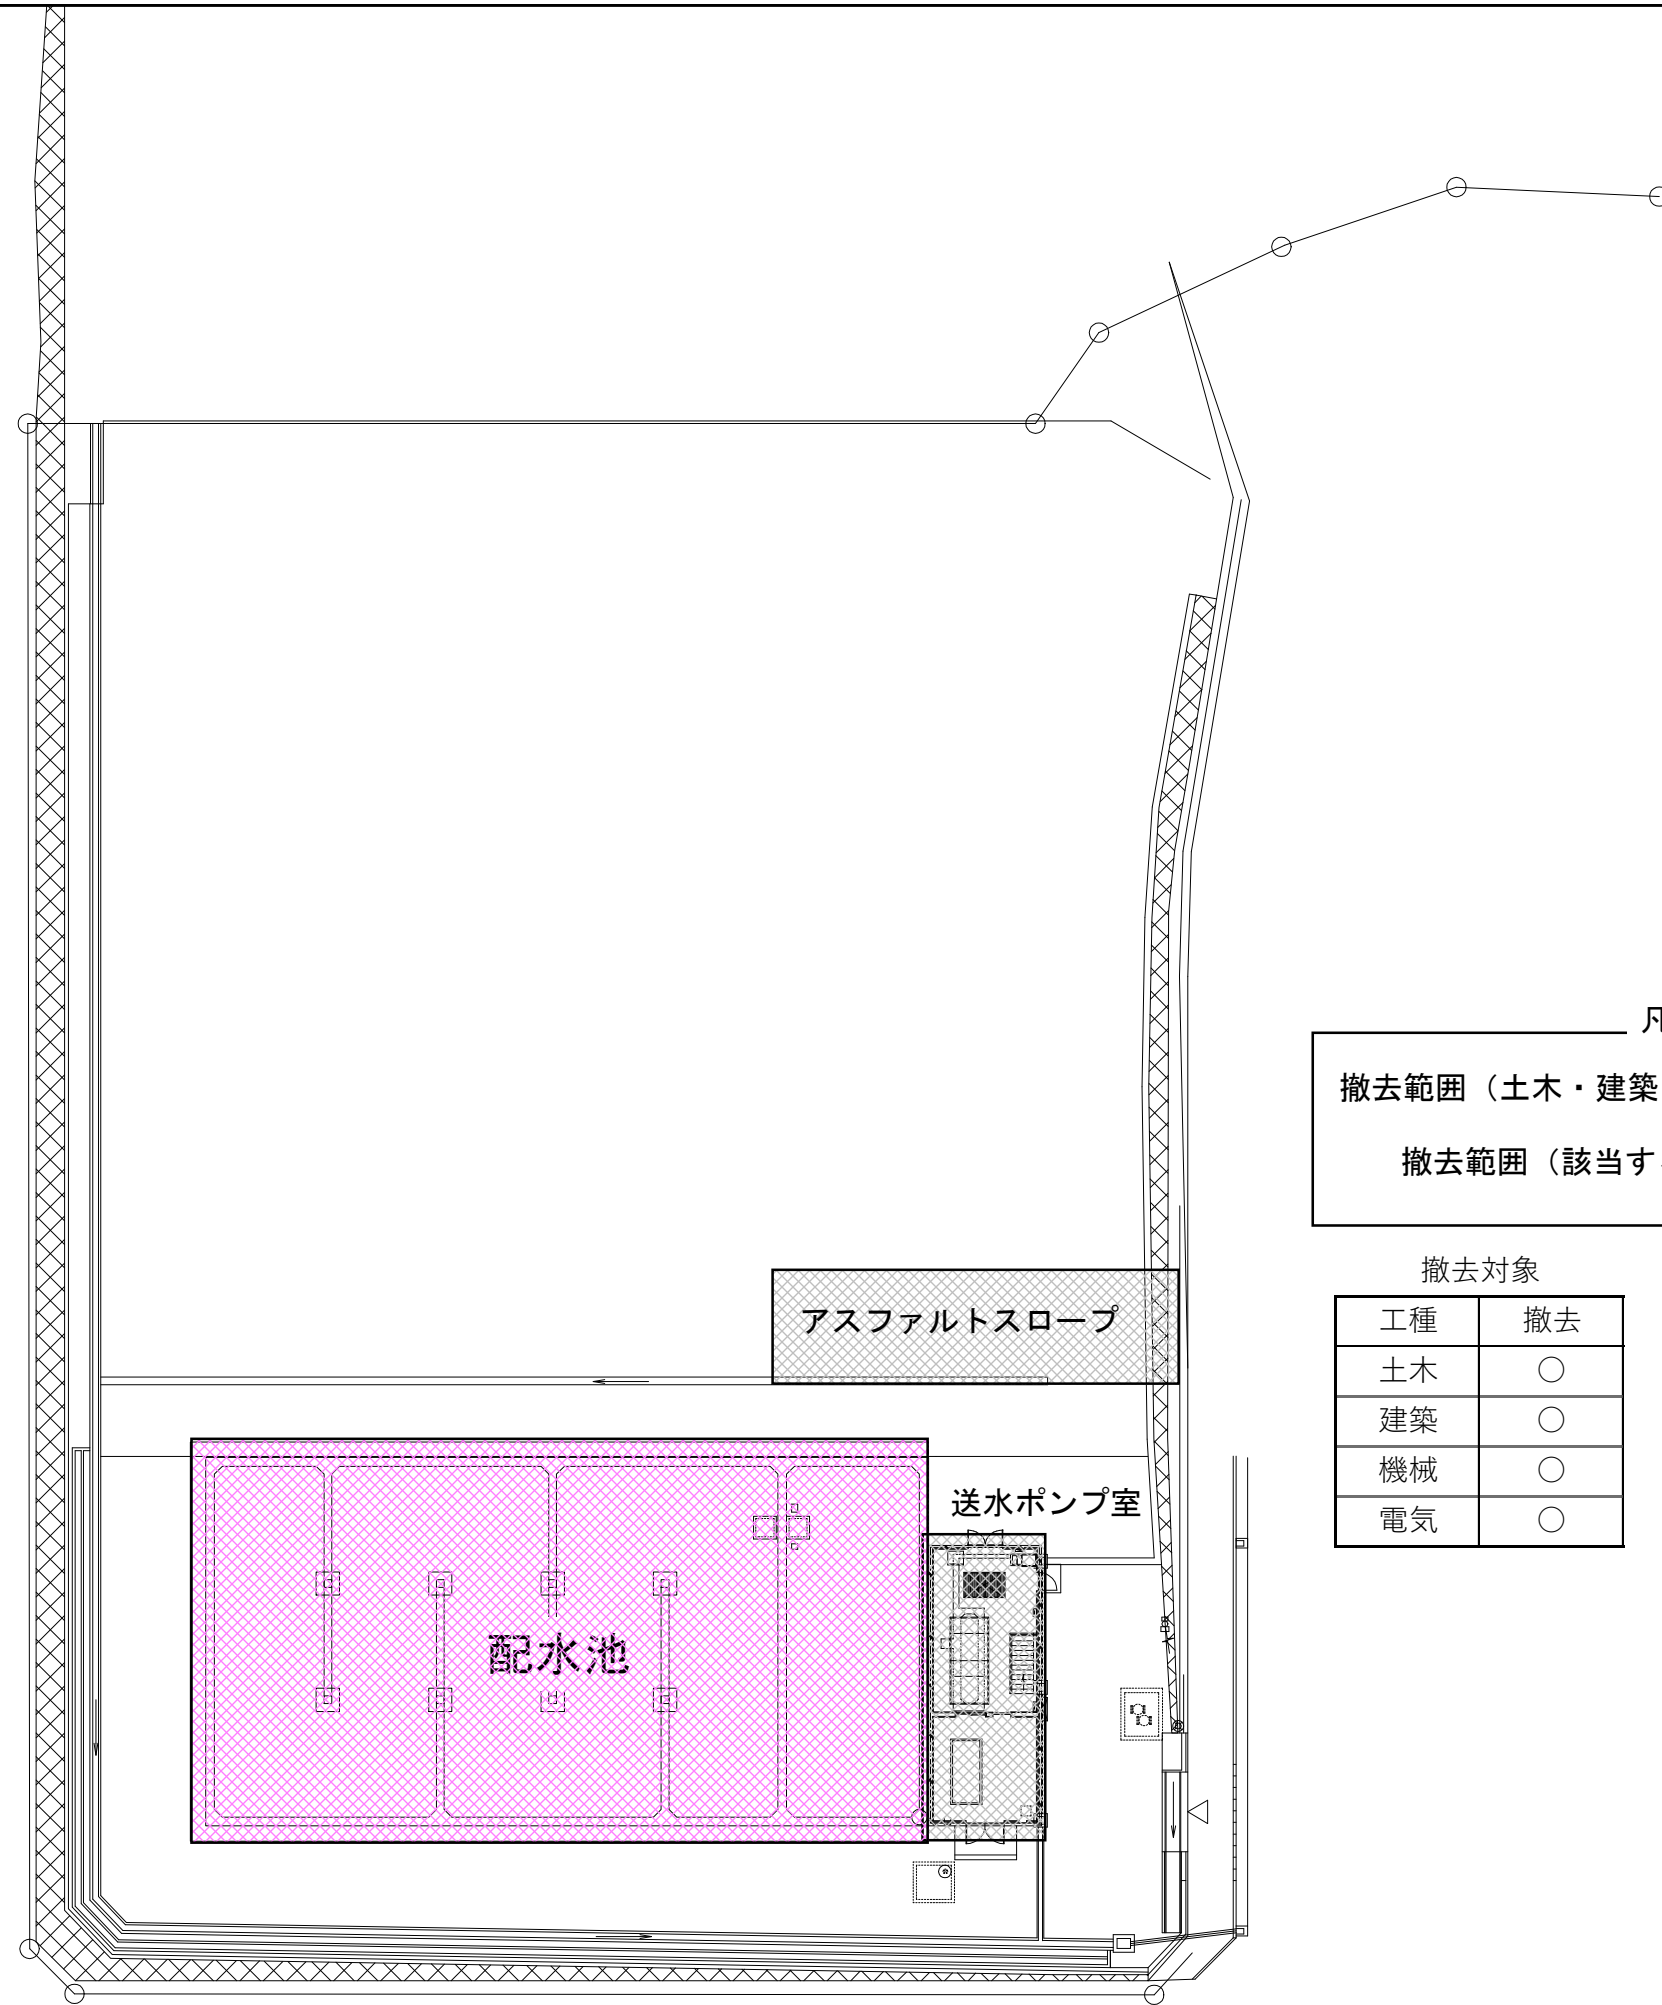 凡
撤去範囲（土木・建築
撤去範囲（該当す
撤去対象
工種 撤去
土木 ○
建築 ○
機械 ○
電気 ○
アスファルトスロープ
送水ポンプ室
配水池